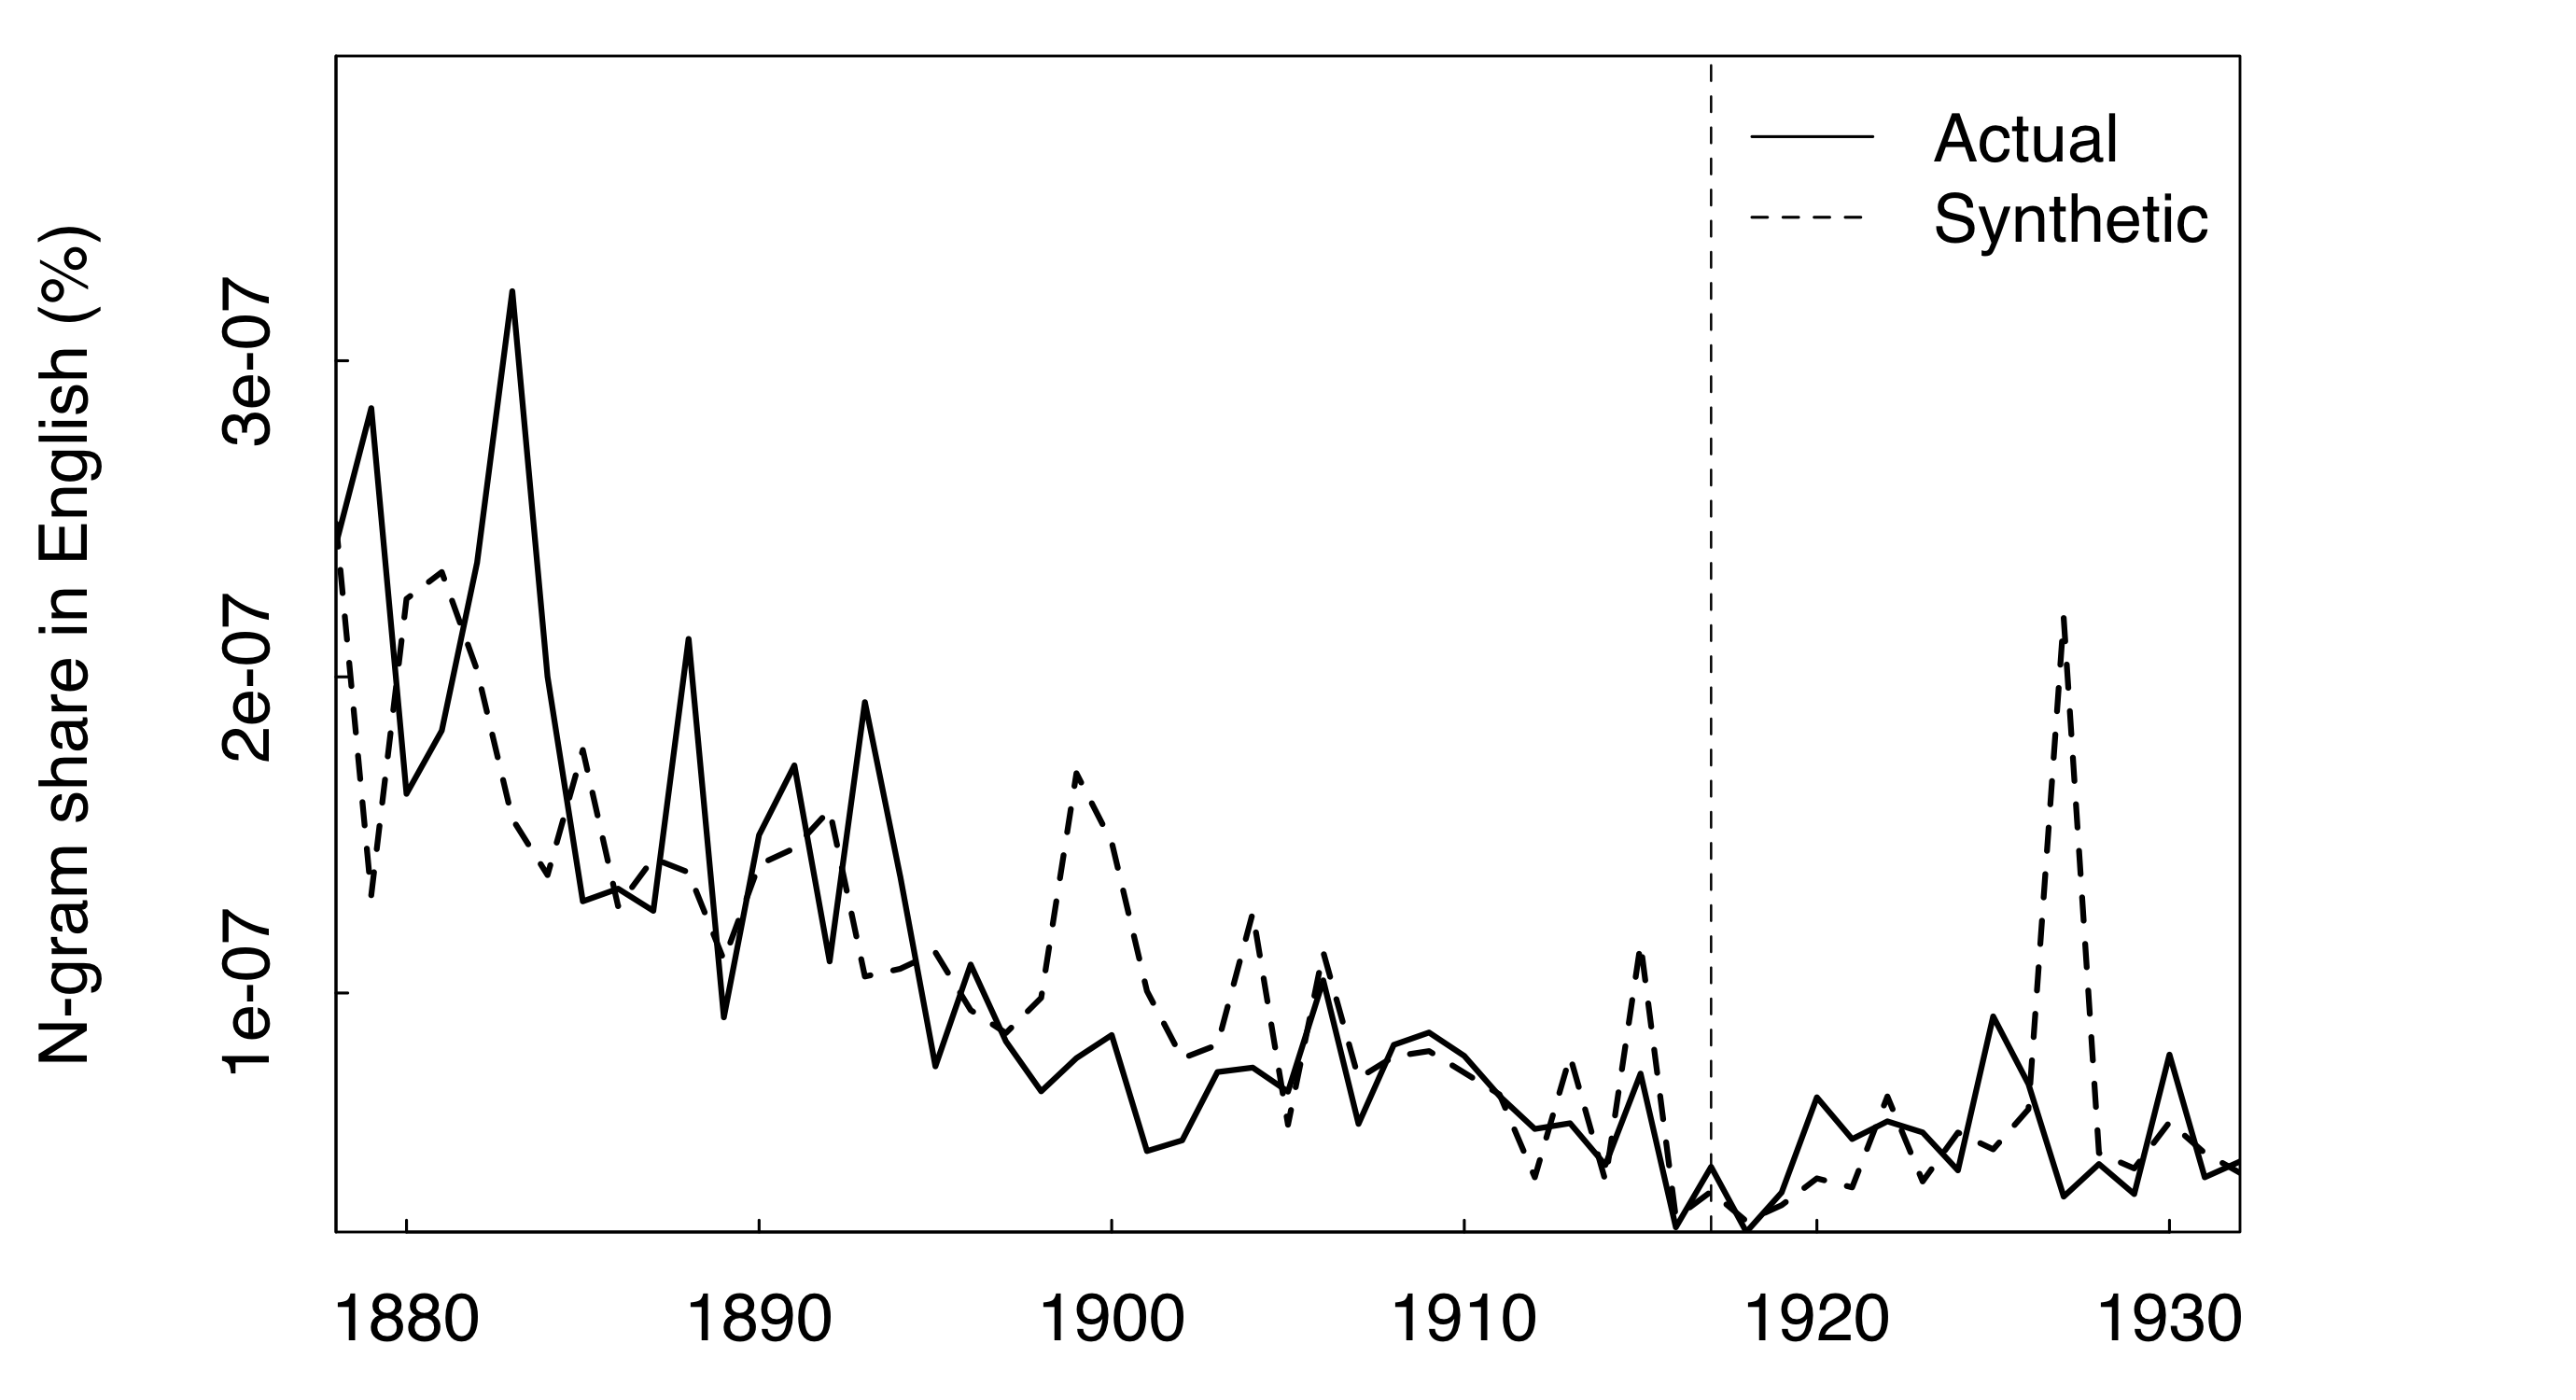 Actual
Synthetic
N-gram share in English (%)
3e-07
2e-07
1e-07
1880 1890 1900 1910 1920 1930